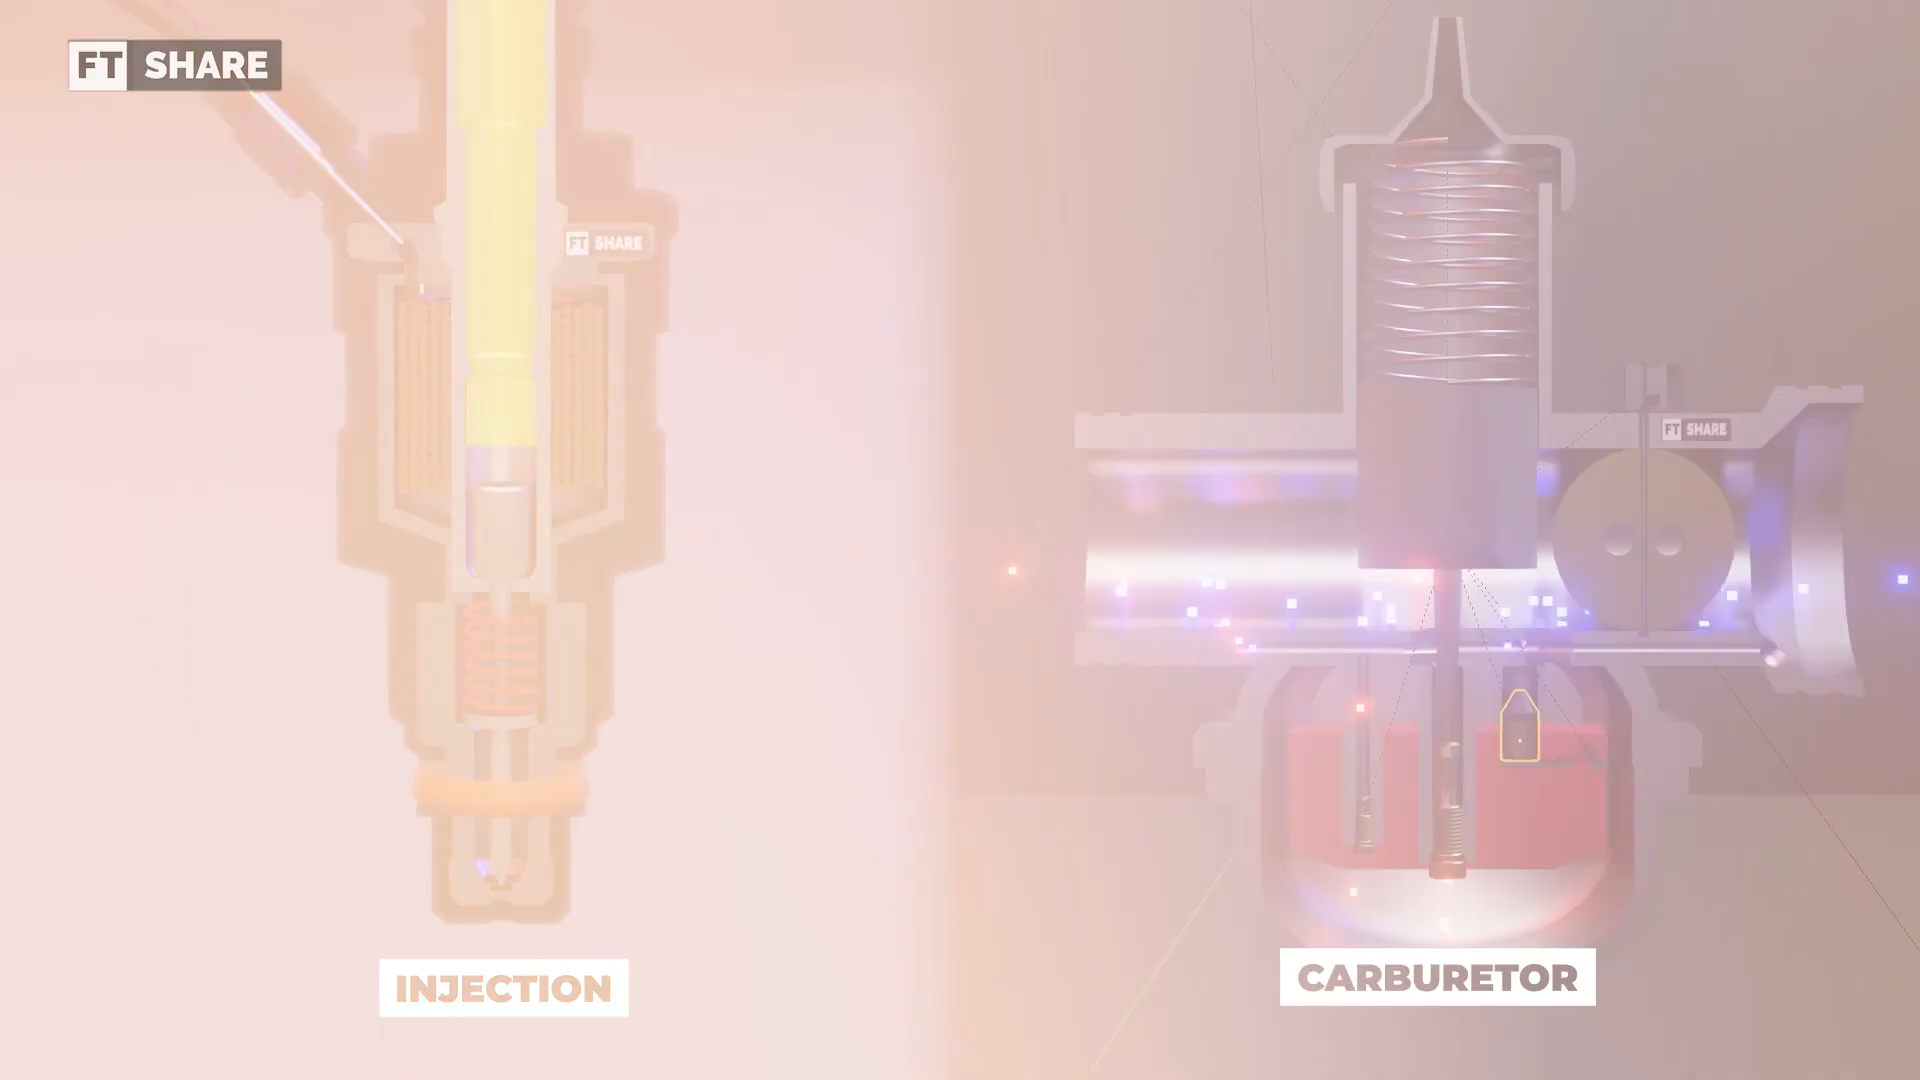 FT SHARE
FT SHARE
FT SHARE
INJECTION
CARBURETOR